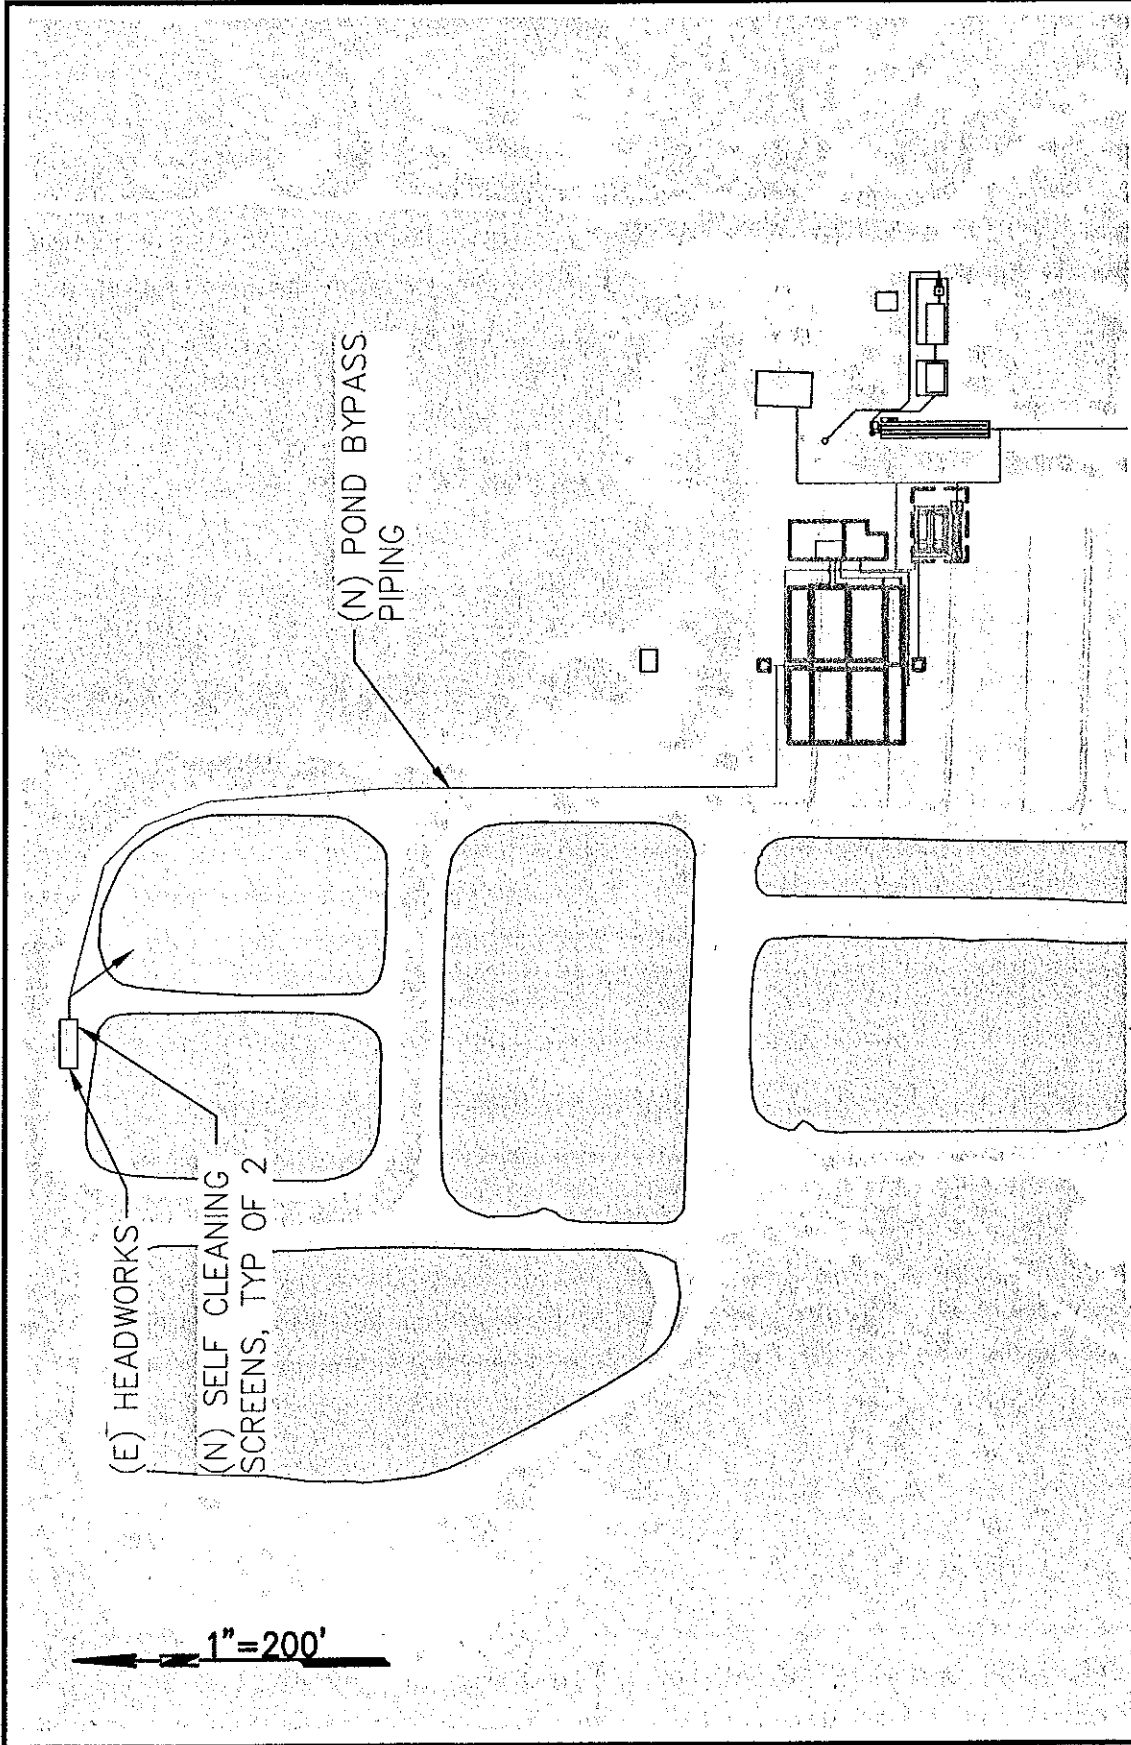 (E) HEADWORKS
(N) SELF CLEANING
SCREENS, TYP OF 2
(N) POND BYPASS
PIPING
1"=200'